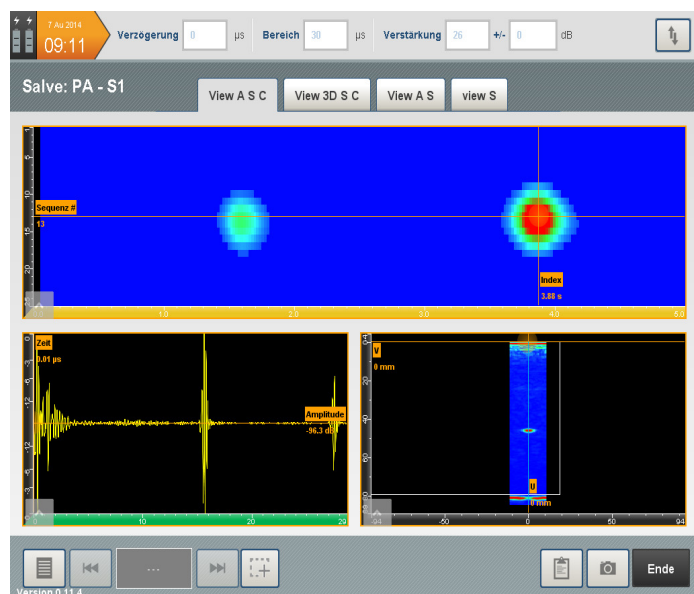 7 Au 2014
09:11
Verzögerung 0 µs Bereich 30 µs Verstärkung 26 +/- 0 dB
Salve: PA - S1
View A S C View 3D S C View A S view S
Sequenz #
13
Index
3.88 s
1.0 2.0 3.0 4.0 5.0
Zeit
0.01 µs
Amplitude
-96.3 d
0 10 20 29
V
0 mm
U
0 mm
-94 -50 0 50 94
...
Ende
Version 0.11.4